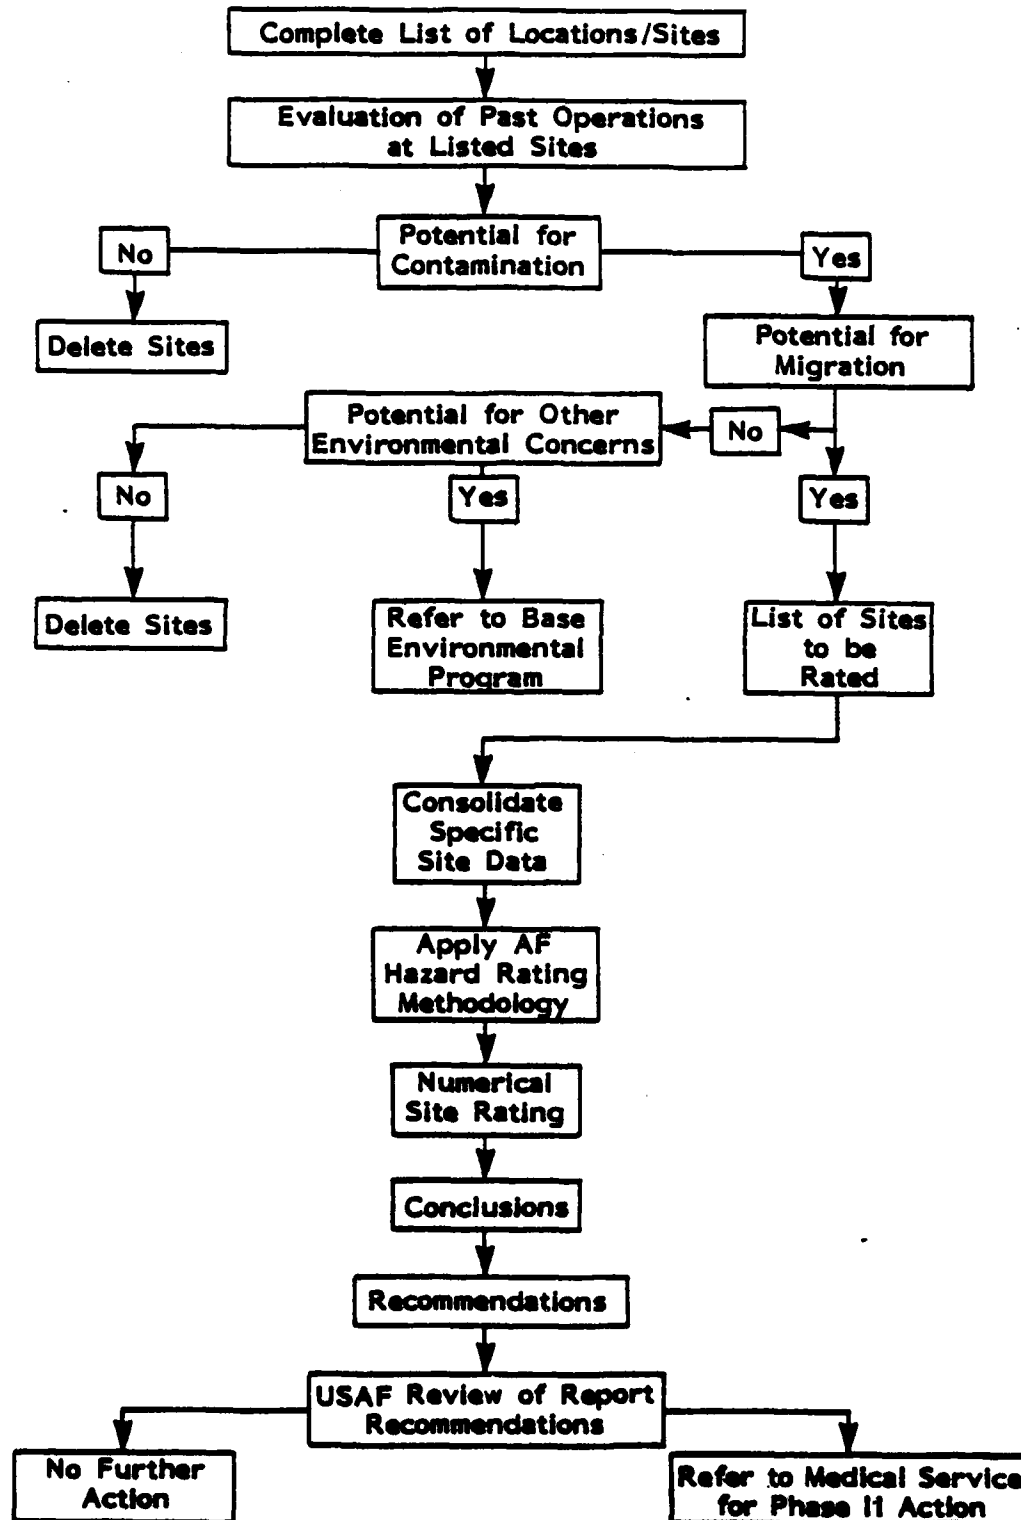 Complete List of Locations/Sites
Evaluation of Past Operations
at Listed Sites
Potential for
Contamination
No
Yes
Delete Sites
Potential for
Migration
Potential for Other
Environmental Concerns
No
No
Yes
Yes
Delete Sites
Refer to Base
Environmental
Program
List of Sites
to be
Rated
Consolidate
Specific
Site Data
Apply AF
Hazard Rating
Methodology
Numerical
Site Rating
Conclusions
Recommendations
USAF Review of Report
Recommendations
No Further
Action
Refer to Medical Service
for Phase II Action